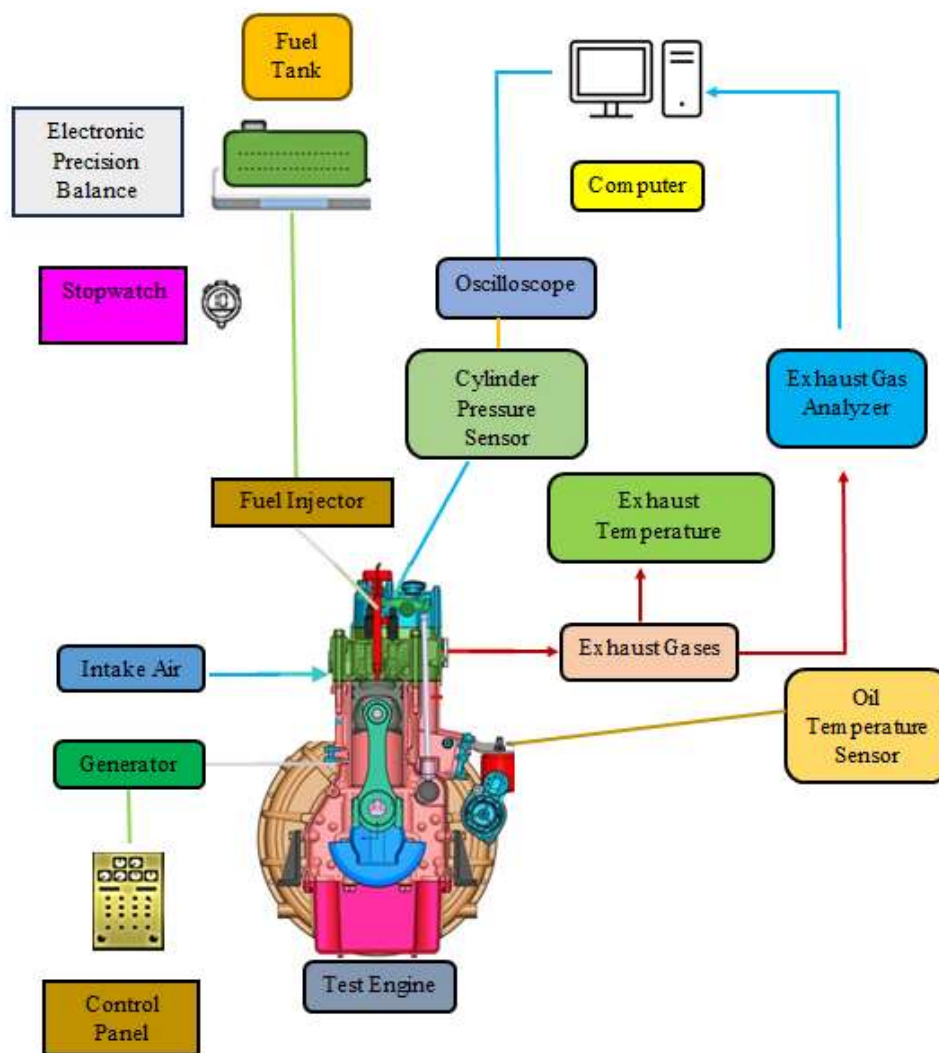 Fuel
Tank
Electronic
Precision
Balance
Computer
Stopwatch
Oscilloscope
Cylinder
Pressure
Sensor
Exhaust Gas
Analyzer
Fuel Injector
Exhaust
Temperature
Intake Air
Exhaust Gases
Oil
Temperature
Sensor
Generator
Test Engine
Control
Panel